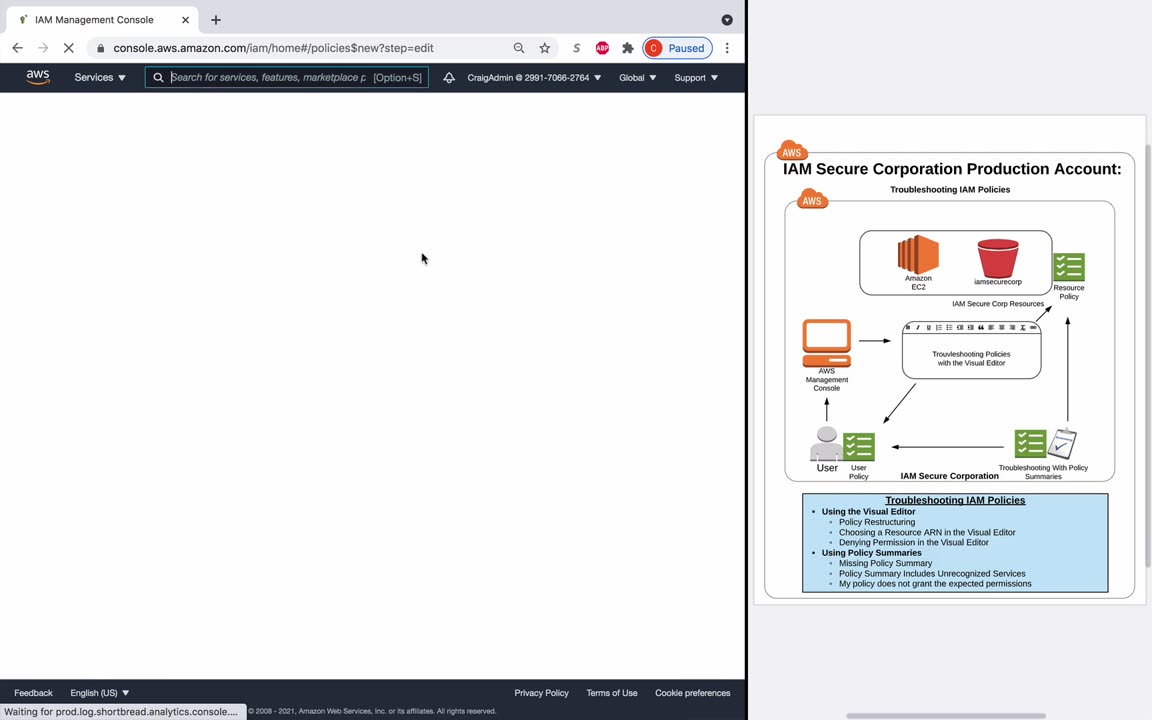 IAM Management Console
console.aws.amazon.com/iam/home#/policies$new?step=edit
S
ABP
C Paused
aws
Services
Search for services, features, marketplace p [Option+S]
CraigAdmin @ 2991-7066-2764
Global
Support
AWS
IAM Secure Corporation Production Account:
Troubleshooting IAM Policies
AWS
Amazon
EC2
iamsecurecorp
Resource
Policy
IAM Secure Corp Resources
Trouvleshooting Policies
with the Visual Editor
AWS
Management
Console
User
User
Policy
Troubleshooting With Policy
Summaries
IAM Secure Corporation
Troubleshooting IAM Policies
• Using the Visual Editor
◦ Policy Restructuring
◦ Choosing a Resource ARN in the Visual Editor
◦ Denying Permission in the Visual Editor
• Using Policy Summaries
◦ Missing Policy Summary
◦ Policy Summary Includes Unrecognized Services
◦ My policy does not grant the expected permissions
Feedback
English (US)
Privacy Policy
Terms of Use
Cookie preferences
Waiting for prod.log.shortbread.analytics.console....
© 2008 - 2021, Amazon Web Services, Inc. or its affiliates. All rights reserved.